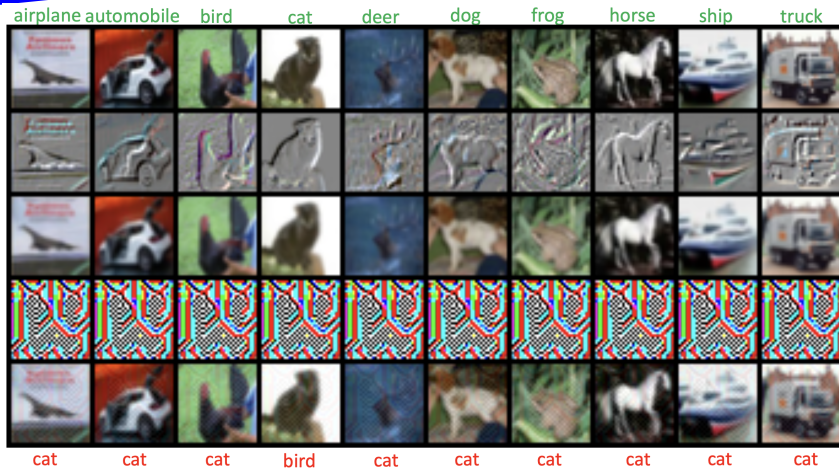 airplane automobile bird cat deer dog frog horse ship truck
cat cat cat bird cat cat cat cat cat cat